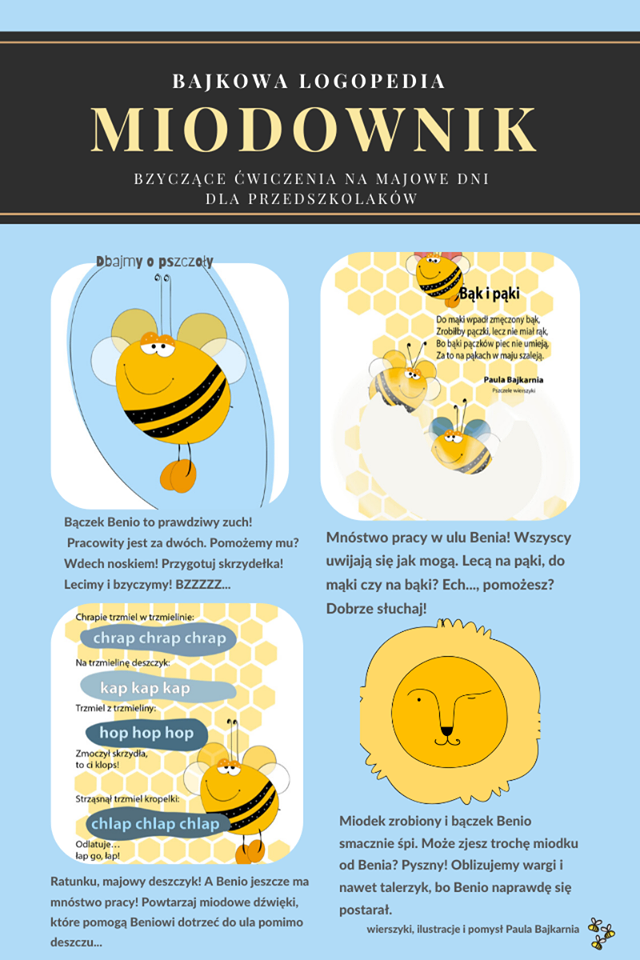 BAJKOWA LOGOPEDIA
MIODOWNIK
BZYCZĄCE ĆWICZENIA NA MAJOWE DNI
DLA PRZEDSZKOLAKÓW
Dbajmy o pszczoły
Bączek Benio to prawdziwy zuch!
Pracowity jest za dwóch. Pomożemy mu?
Wdech noskiem! Przygotuj skrzydełka!
Lecimy i bzyczymy! BZZZZZ...
Bąk i pąki
Do mąki wpadł zmęczony bąk,
Zrobiłby pączki, lecz nie miał rąk,
Bo bąki pączków piec nie umieją.
Za to na pąkach w maju szaleją.
Paula Bajkarnia
Pszczele wierszyki
Mnóstwo pracy w ulu Benia! Wszyscy
uwijają się jak mogą. Lecą na pąki, do
mąki czy na bąki? Ech..., pomożesz?
Dobrze słuchaj!
Chrapie trzmiel w trzmielinie:
chrap chrap chrap
Na trzmielinę deszczyk:
kap kap kap
Trzmiel z trzmieliny:
hop hop hop
Zmoczył skrzydła,
to ci klops!
Strząsnął trzmiel kropelki:
chlap chlap chlap
Odlatuje...
łap go, łap!
Ratunku, majowy deszczyk! A Benio jeszcze ma
mnóstwo pracy! Powtarzaj miodowe dźwięki,
które pomogą Beniowi dotrzeć do ula pomimo
deszczu...
Miodek zrobiony i bączek Benio
smacznie śpi. Może zjesz trochę miodku
od Benia? Pyszny! Oblizujemy wargi i
nawet talerzyk, bo Benio naprawdę się
postarał.
wierszyki, ilustracje i pomysł Paula Bajkarnia